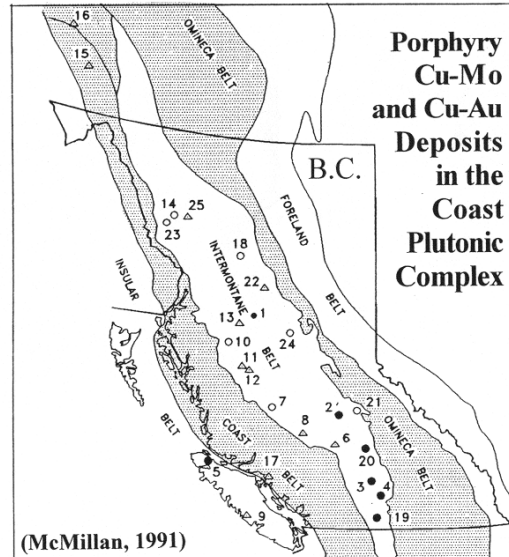 Porphyry
Cu-Mo
and Cu-Au
Deposits
in the
Coast
Plutonic
Complex
16
15
OMINECA
BELT
B.C.
14
25
23
18
FORELAND
BELT
INSULAR
BELT
INTERMONTANE
BELT
22
13
1
10
24
11
12
7
2
21
8
6
COAST
BELT
OMINECA
BELT
20
17
5
3
4
9
19
(McMillan, 1991)